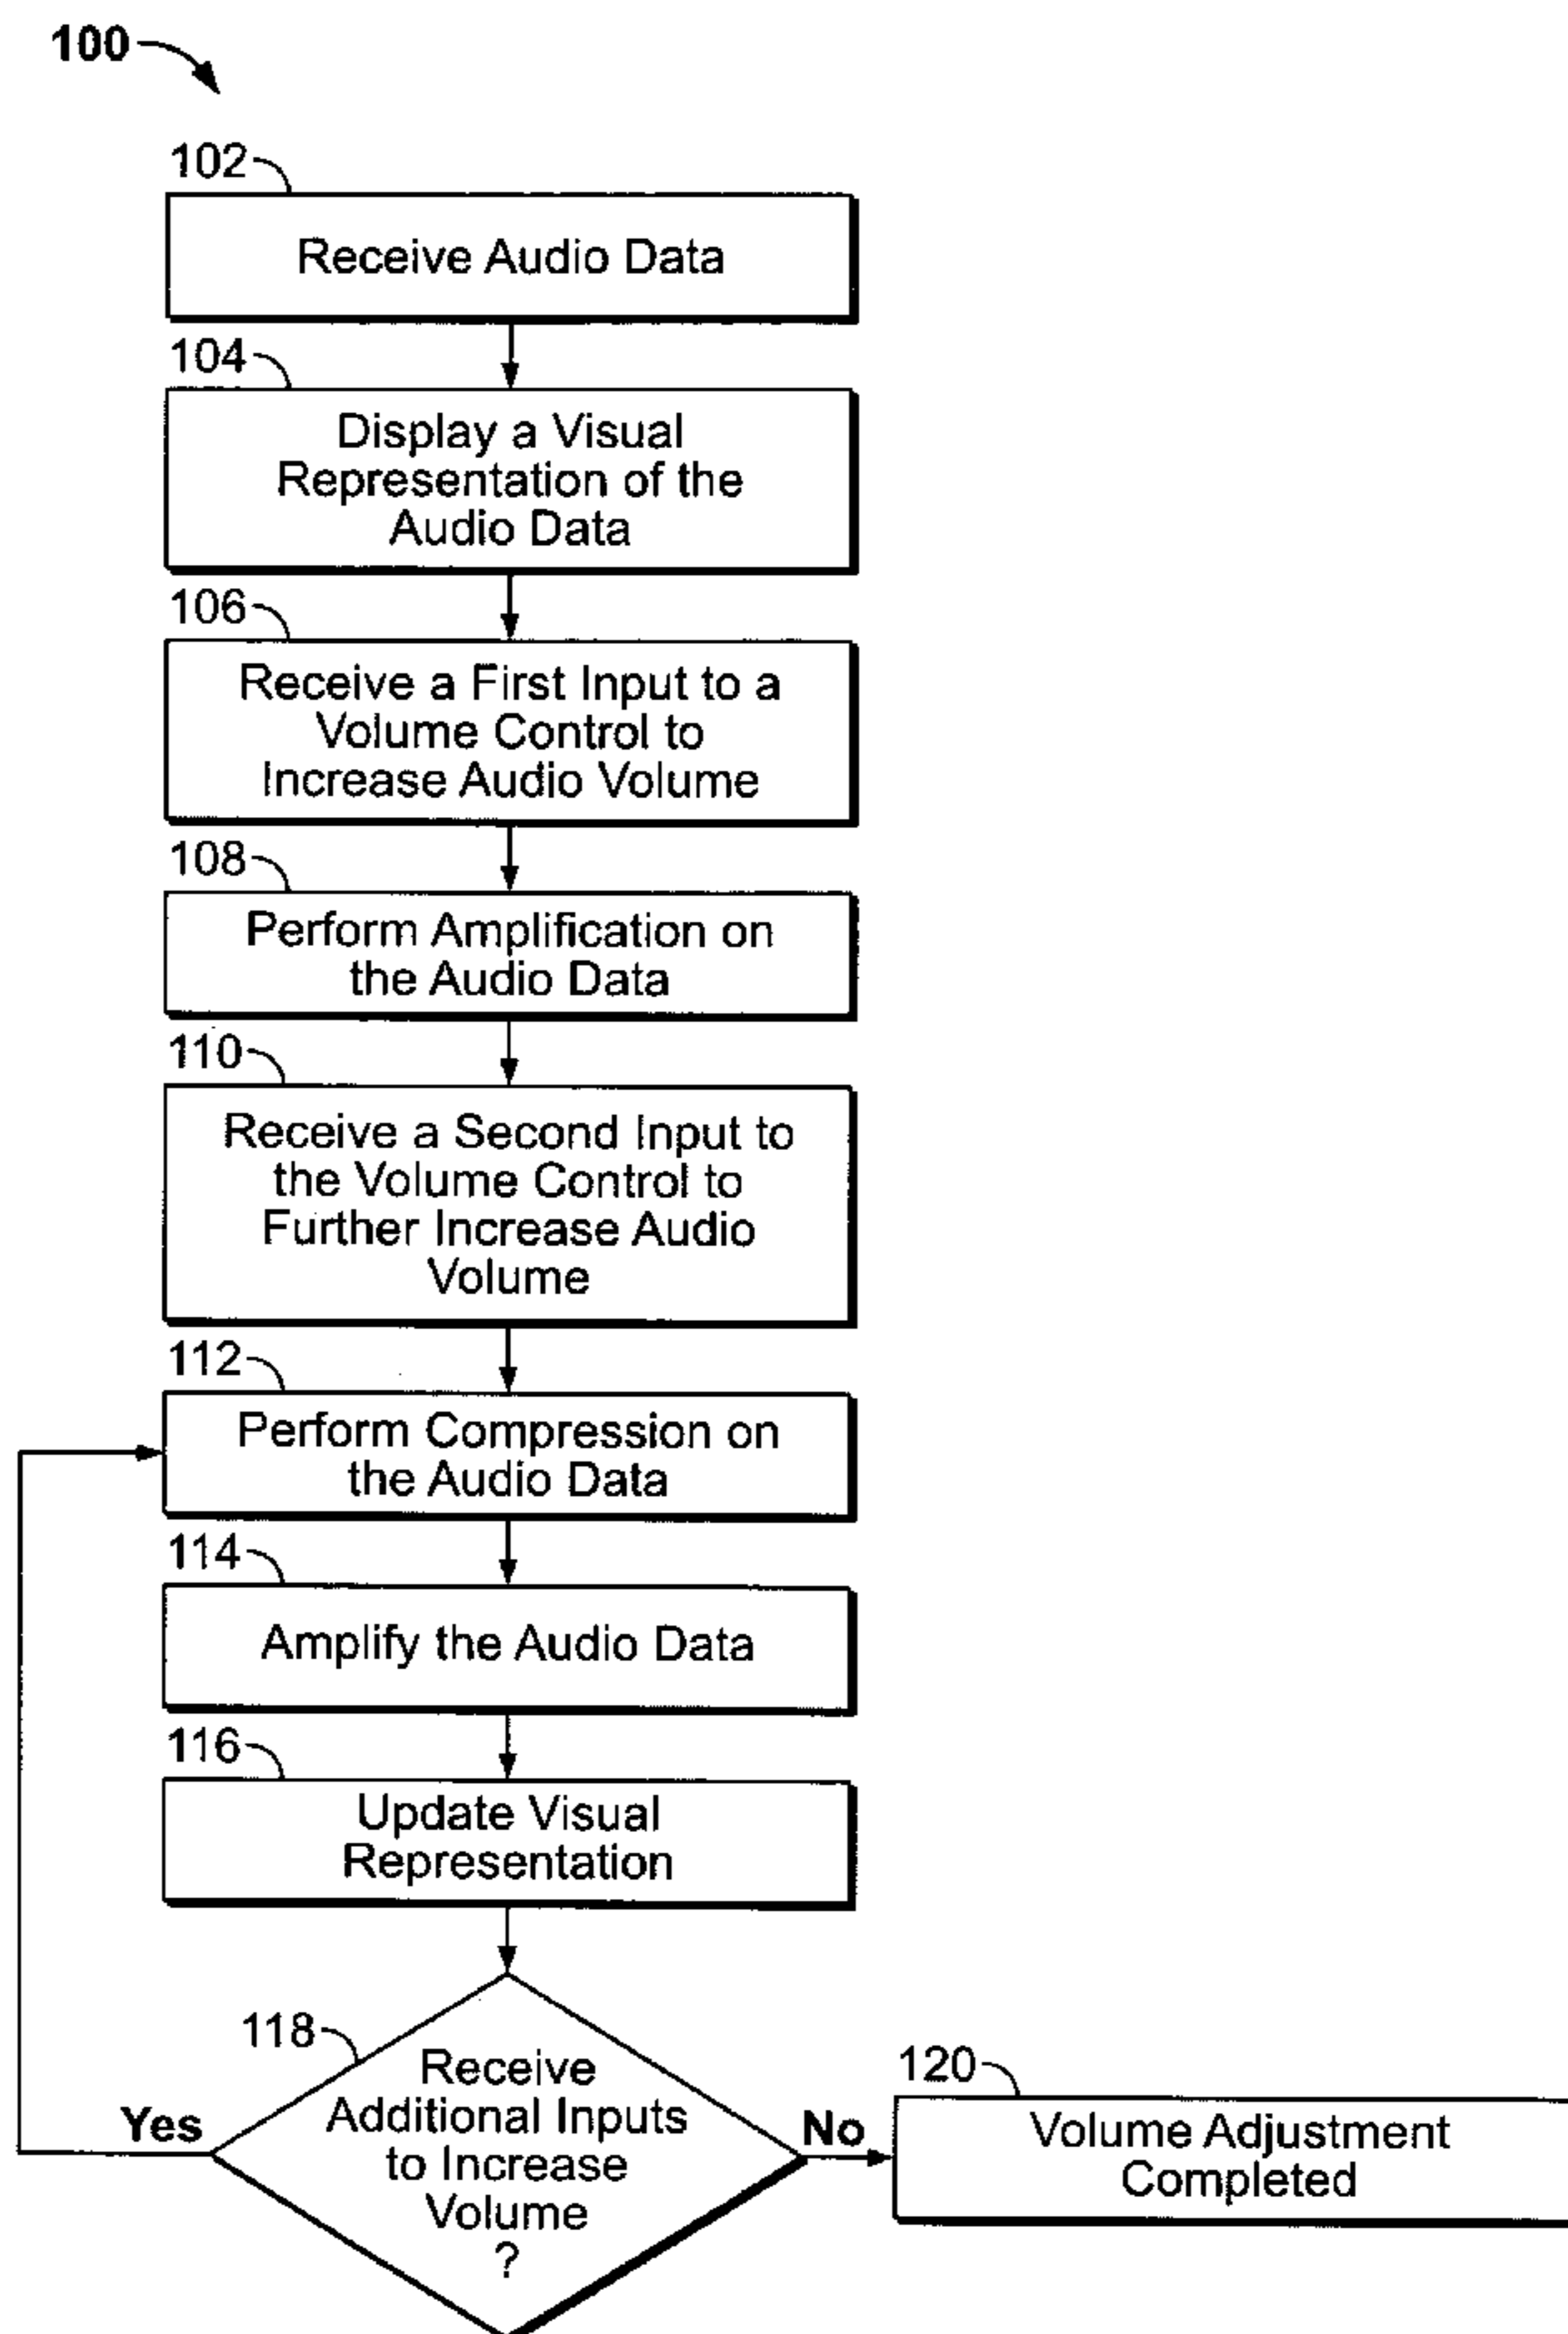 100
102
Receive Audio Data
104
Display a Visual
Representation of the
Audio Data
106
Receive a First Input to a
Volume Control to
Increase Audio Volume
108
Perform Amplification on
the Audio Data
110
Receive a Second Input to
the Volume Control to
Further Increase Audio
Volume
112
Perform Compression on
the Audio Data
114
Amplify the Audio Data
116
Update Visual
Representation
118
Receive
Additional Inputs
to Increase
Volume
?
Yes
No
120
Volume Adjustment
Completed